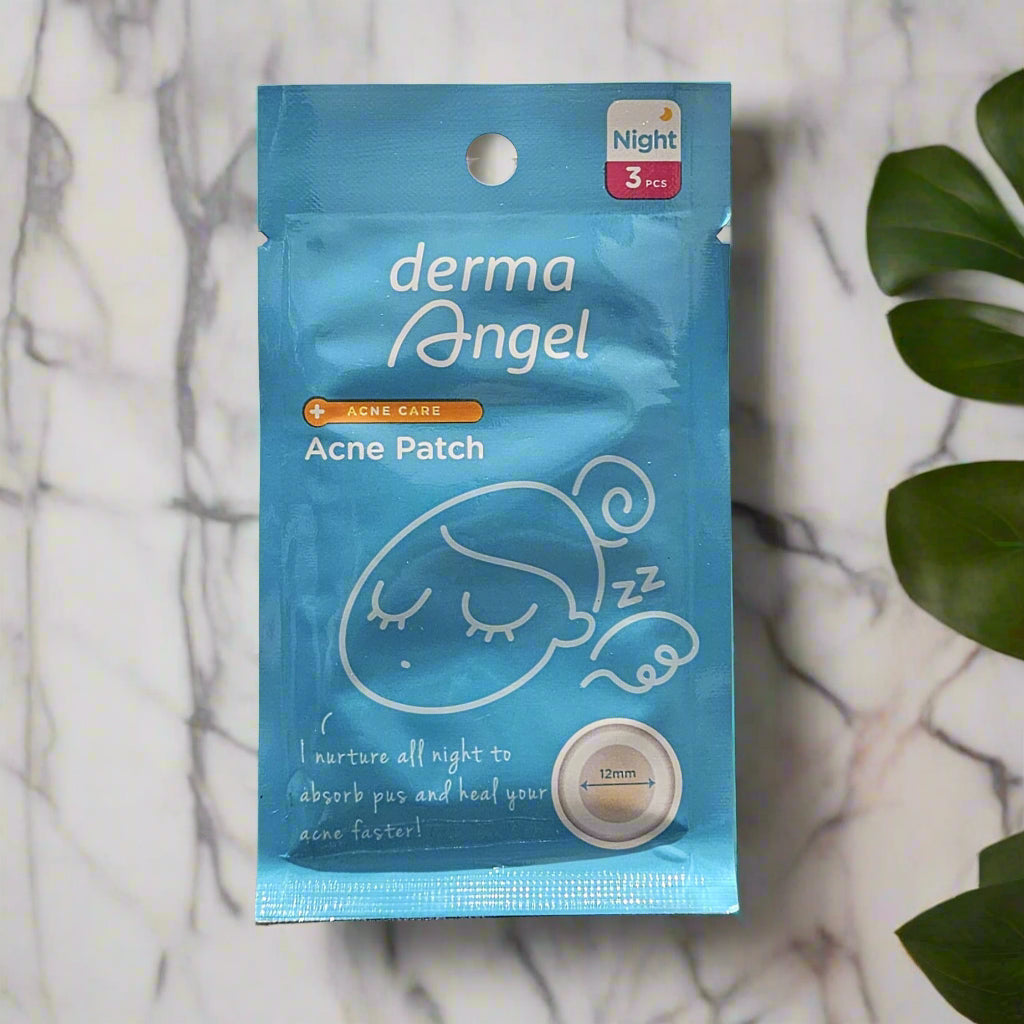 Night
3 PCS
derma
Angel
ACNE CARE
Acne Patch
zz
I nurture all night to
absorb pus and heal your
acne faster!
12mm